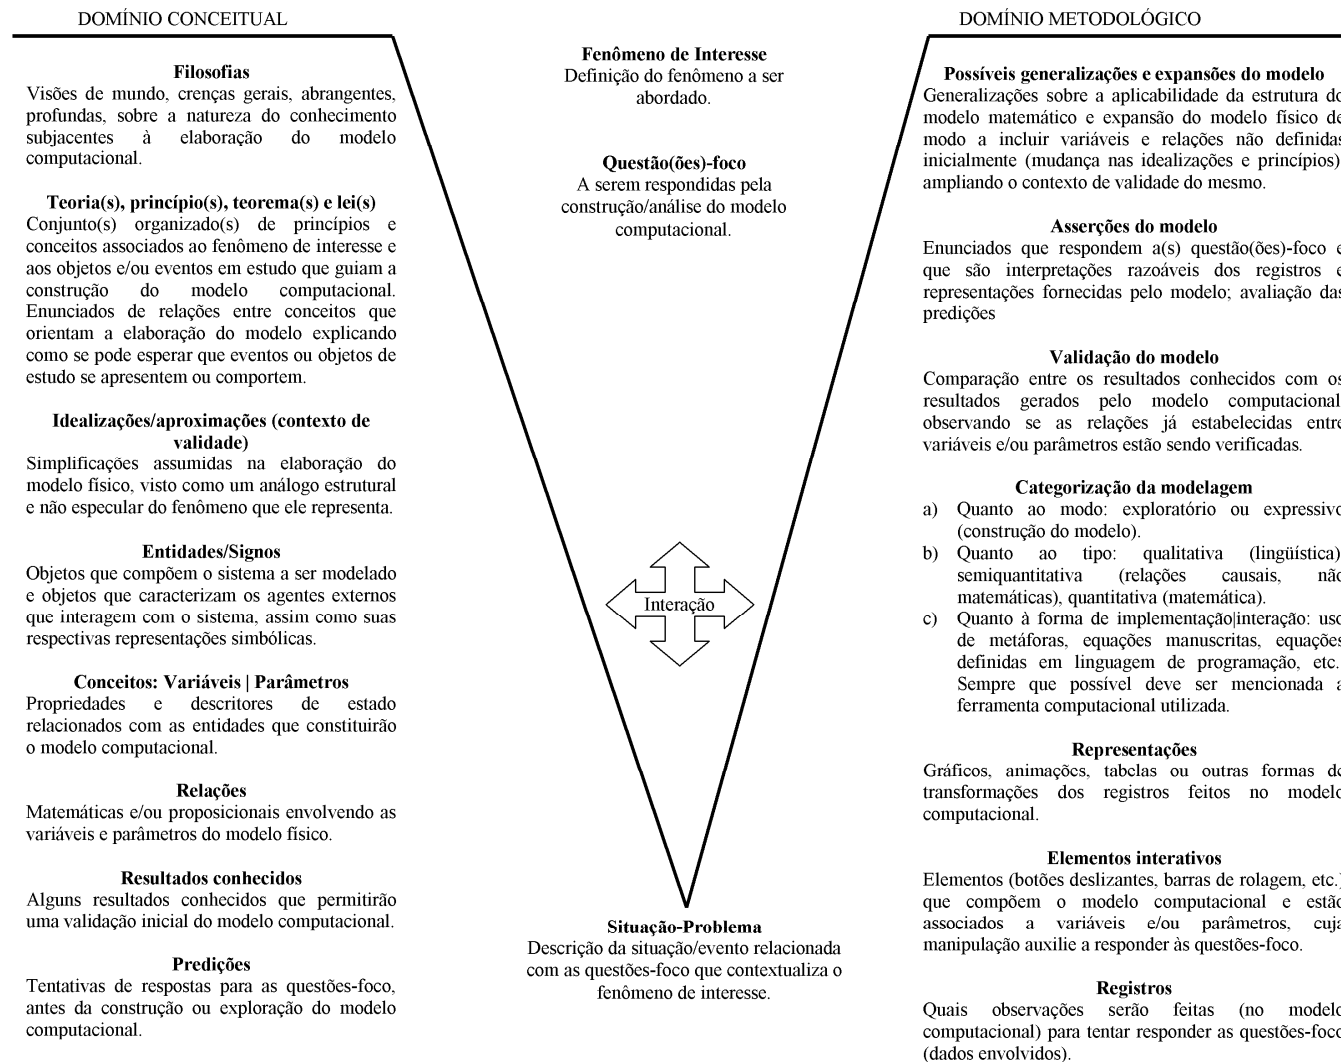 DOMÍNIO CONCEITUAL
Filosofias
Visões de mundo, crenças gerais, abrangentes,
profundas, sobre a natureza do conhecimento
subjacentes à elaboração do modelo
computacional.
Teoria(s), princípio(s), teorema(s) e lei(s)
Conjunto(s) organizado(s) de princípios e
conceitos associados ao fenômeno de interesse e
aos objetos e/ou eventos em estudo que guiam a
construção do modelo computacional.
Enunciados de relações entre conceitos que
orientam a elaboração do modelo explicando
como se pode esperar que eventos ou objetos de
estudo se apresentem ou comportem.
Idealizações/aproximações (contexto de
validade)
Simplificações assumidas na elaboração do
modelo físico, visto como um análogo estrutural
e não especular do fenômeno que ele representa.
Entidades/Signos
Objetos que compõem o sistema a ser modelado
e objetos que caracterizam os agentes externos
que interagem com o sistema, assim como suas
respectivas representações simbólicas.
Conceitos: Variáveis | Parâmetros
Propriedades e descritores de estado
relacionados com as entidades que constituirão
o modelo computacional.
Relações
Matemáticas e/ou proposicionais envolvendo as
variáveis e parâmetros do modelo físico.
Resultados conhecidos
Alguns resultados conhecidos que permitirão
uma validação inicial do modelo computacional.
Predições
Tentativas de respostas para as questões-foco,
antes da construção ou exploração do modelo
computacional.
Fenômeno de Interesse
Definição do fenômeno a ser
abordado.
Questão(ões)-foco
A serem respondidas pela
construção/análise do modelo
computacional.
Interação
Situação-Problema
Descrição da situação/evento relacionada
com as questões-foco que contextualiza o
fenômeno de interesse.
DOMÍNIO METODOLÓGICO
Possíveis generalizações e expansões do modelo
Generalizações sobre a aplicabilidade da estrutura do
modelo matemático e expansão do modelo físico de
modo a incluir variáveis e relações não definidas
inicialmente (mudança nas idealizações e princípios)
ampliando o contexto de validade do mesmo.
Asserções do modelo
Enunciados que respondem a(s) questão(ões)-foco e
que são interpretações razoáveis dos registros e
representações fornecidas pelo modelo; avaliação das
predições
Validação do modelo
Comparação entre os resultados conhecidos com os
resultados gerados pelo modelo computacional
observando se as relações já estabelecidas entre
variáveis e/ou parâmetros estão sendo verificadas.
Categorização da modelagem
a) Quanto ao modo: exploratório ou expressivo
(construção do modelo).
b) Quanto ao tipo: qualitativa (lingüística)
semiquantitativa (relações causais, não
matemáticas), quantitativa (matemática).
c) Quanto à forma de implementação|interação: uso
de metáforas, equações manuscritas, equações
definidas em linguagem de programação, etc.
Sempre que possível deve ser mencionada a
ferramenta computacional utilizada.
Representações
Gráficos, animações, tabelas ou outras formas de
transformações dos registros feitos no modelo
computacional.
Elementos interativos
Elementos (botões deslizantes, barras de rolagem, etc.)
que compõem o modelo computacional e estão
associados a variáveis e/ou parâmetros, cuja
manipulação auxilie a responder às questões-foco.
Registros
Quais observações serão feitas (no modelo
computacional) para tentar responder as questões-foco
(dados envolvidos).